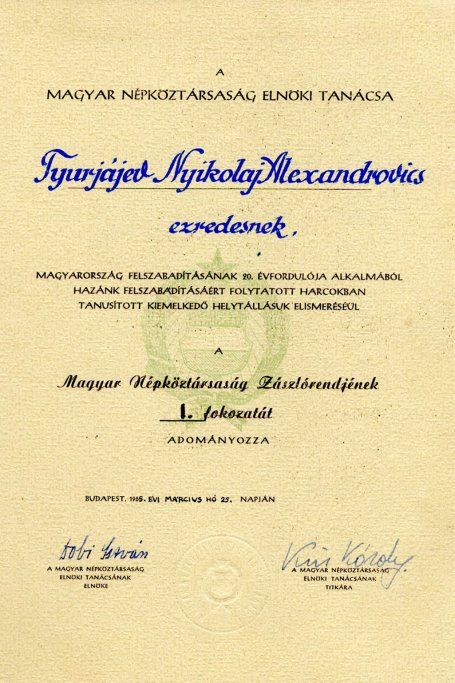 A
MAGYAR NÉPKÖZTÁRSASÁG ELNÖKI TANÁCSA
Tyurjájev Nyikolaj Alexandrovics
ezredesnek,
MAGYARORSZÁG FELSZABADÍTÁSÁNAK 20. ÉVFORDULÓJA ALKALMÁBÓL
HAZÁNK FELSZABADÍTÁSÁÉRT FOLYTATOTT HARCOKBAN
TANUSÍTOTT KIEMELKEDŐ HELYTÁLLÁSUK ELISMERÉSÉÜL
A
Magyar Népköztársaság Zászlórendjének
I. fokozatát
ADOMÁNYOZZA
BUDAPEST, 1965. ÉVI MÁRCIUS HÓ 25. NAPJÁN
Dobi István
A MAGYAR NÉPKÖZTÁRSASÁG
ELNÖKI TANÁCSÁNAK
ELNÖKE
Kiss Károly.
A MAGYAR NÉPKÖZTÁRSASÁG
ELNÖKI TANÁCSÁNAK
TITKÁRA